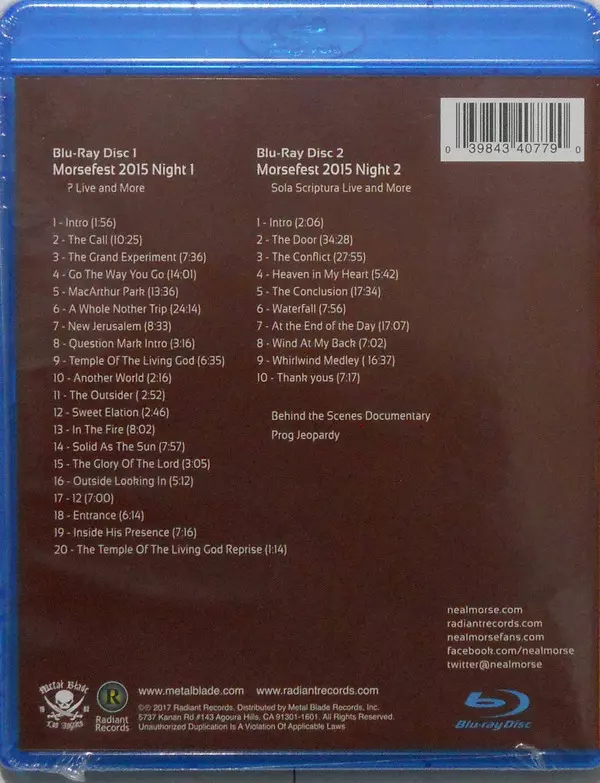 0 39843 40779 0
Blu-Ray Disc 1
Morsefest 2015 Night 1
? Live and More
1 - Intro (1:56)
2 - The Call (10:25)
3 - The Grand Experiment (7:36)
4 - Go The Way You Go (14:01)
5 - MacArthur Park (13:36)
6 - A Whole Nother Trip (24:14)
7 - New Jerusalem (8:33)
8 - Question Mark Intro (3:16)
9 - Temple Of The Living God (6:35)
10 - Another World (2:16)
11 - The Outsider ( 2:52)
12 - Sweet Elation (2:46)
13 - In The Fire (8:02)
14 - Solid As The Sun (7:57)
15 - The Glory Of The Lord (3:05)
16 - Outside Looking In (5:12)
17 - 12 (7:00)
18 - Entrance (6:14)
19 - Inside His Presence (7:16)
20 - The Temple Of The Living God Reprise (1:14)
Blu-Ray Disc 2
Morsefest 2015 Night 2
Sola Scriptura Live and More
1 - Intro (2:06)
2 - The Door (34:28)
3 - The Conflict (27:55)
4 - Heaven in My Heart (5:42)
5 - The Conclusion (17:34)
6 - Waterfall (7:56)
7 - At the End of the Day (17.07)
8 - Wind At My Back (7:02)
9 - Whirlwind Medley ( 16:37)
10 - Thank yous (7:17)
Behind the Scenes Documentary
Prog Jeopardy
nealmorse.com
radiantrecords.com
nealmorsefans.com
facebook.com/nealmorse
twitter@nealmorse
Metal Blade
19 82
Los Angeles
R
Radiant
Records
www.metalblade.com www.radiantrecords.com
℗© 2017 Radiant Records. Distributed by Metal Blade Records, Inc.
5737 Kanan Rd #143 Agoura Hills, CA 91301-1601. All Rights Reserved.
Unauthorized Duplication Is A Violation Of Applicable Laws
Blu-ray Disc